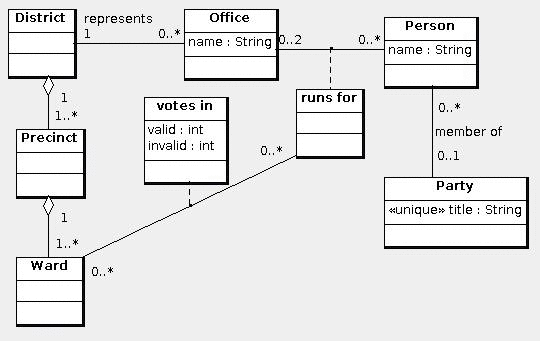 District
represents
1
0..*
Office
name : String
0..2
0..*
Person
name : String
1
1..*
Precinct
votes in
valid : int
invalid : int
runs for
0..*
0..*
member of
0..1
Party
«unique» title : String
1
1..*
Ward
0..*